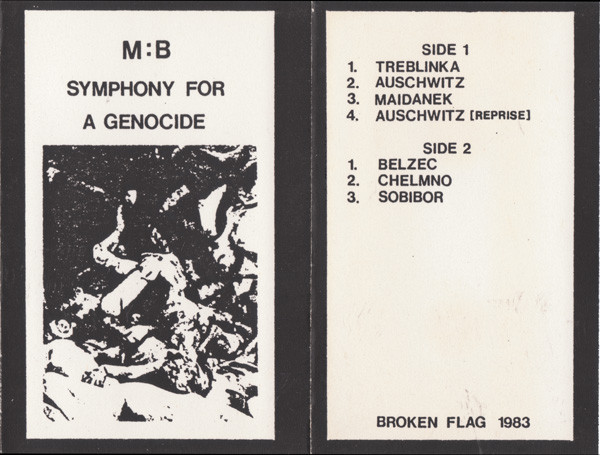 M:B
SYMPHONY FOR
A GENOCIDE
SIDE 1
1. TREBLINKA
2. AUSCHWITZ
3. MAIDANEK
4. AUSCHWITZ [REPRISE]
SIDE 2
1. BELZEC
2. CHELMNO
3. SOBIBOR
BROKEN FLAG 1983